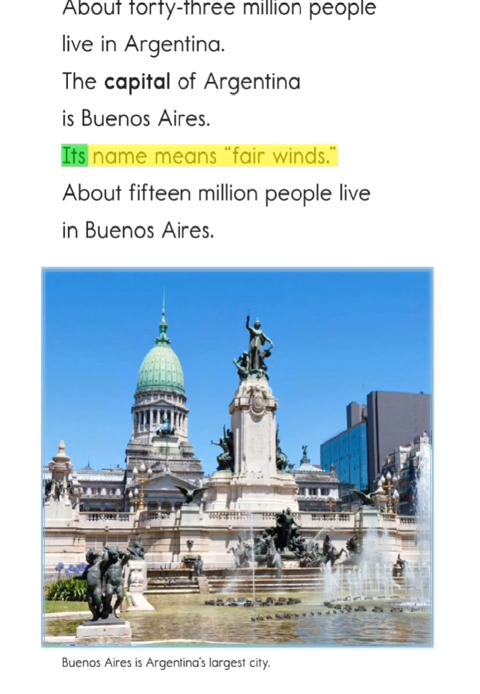 About forty-three million people
live in Argentina.
The capital of Argentina
is Buenos Aires.
Its name means “fair winds.”
About fifteen million people live
in Buenos Aires.
Buenos Aires is Argentina's largest city.